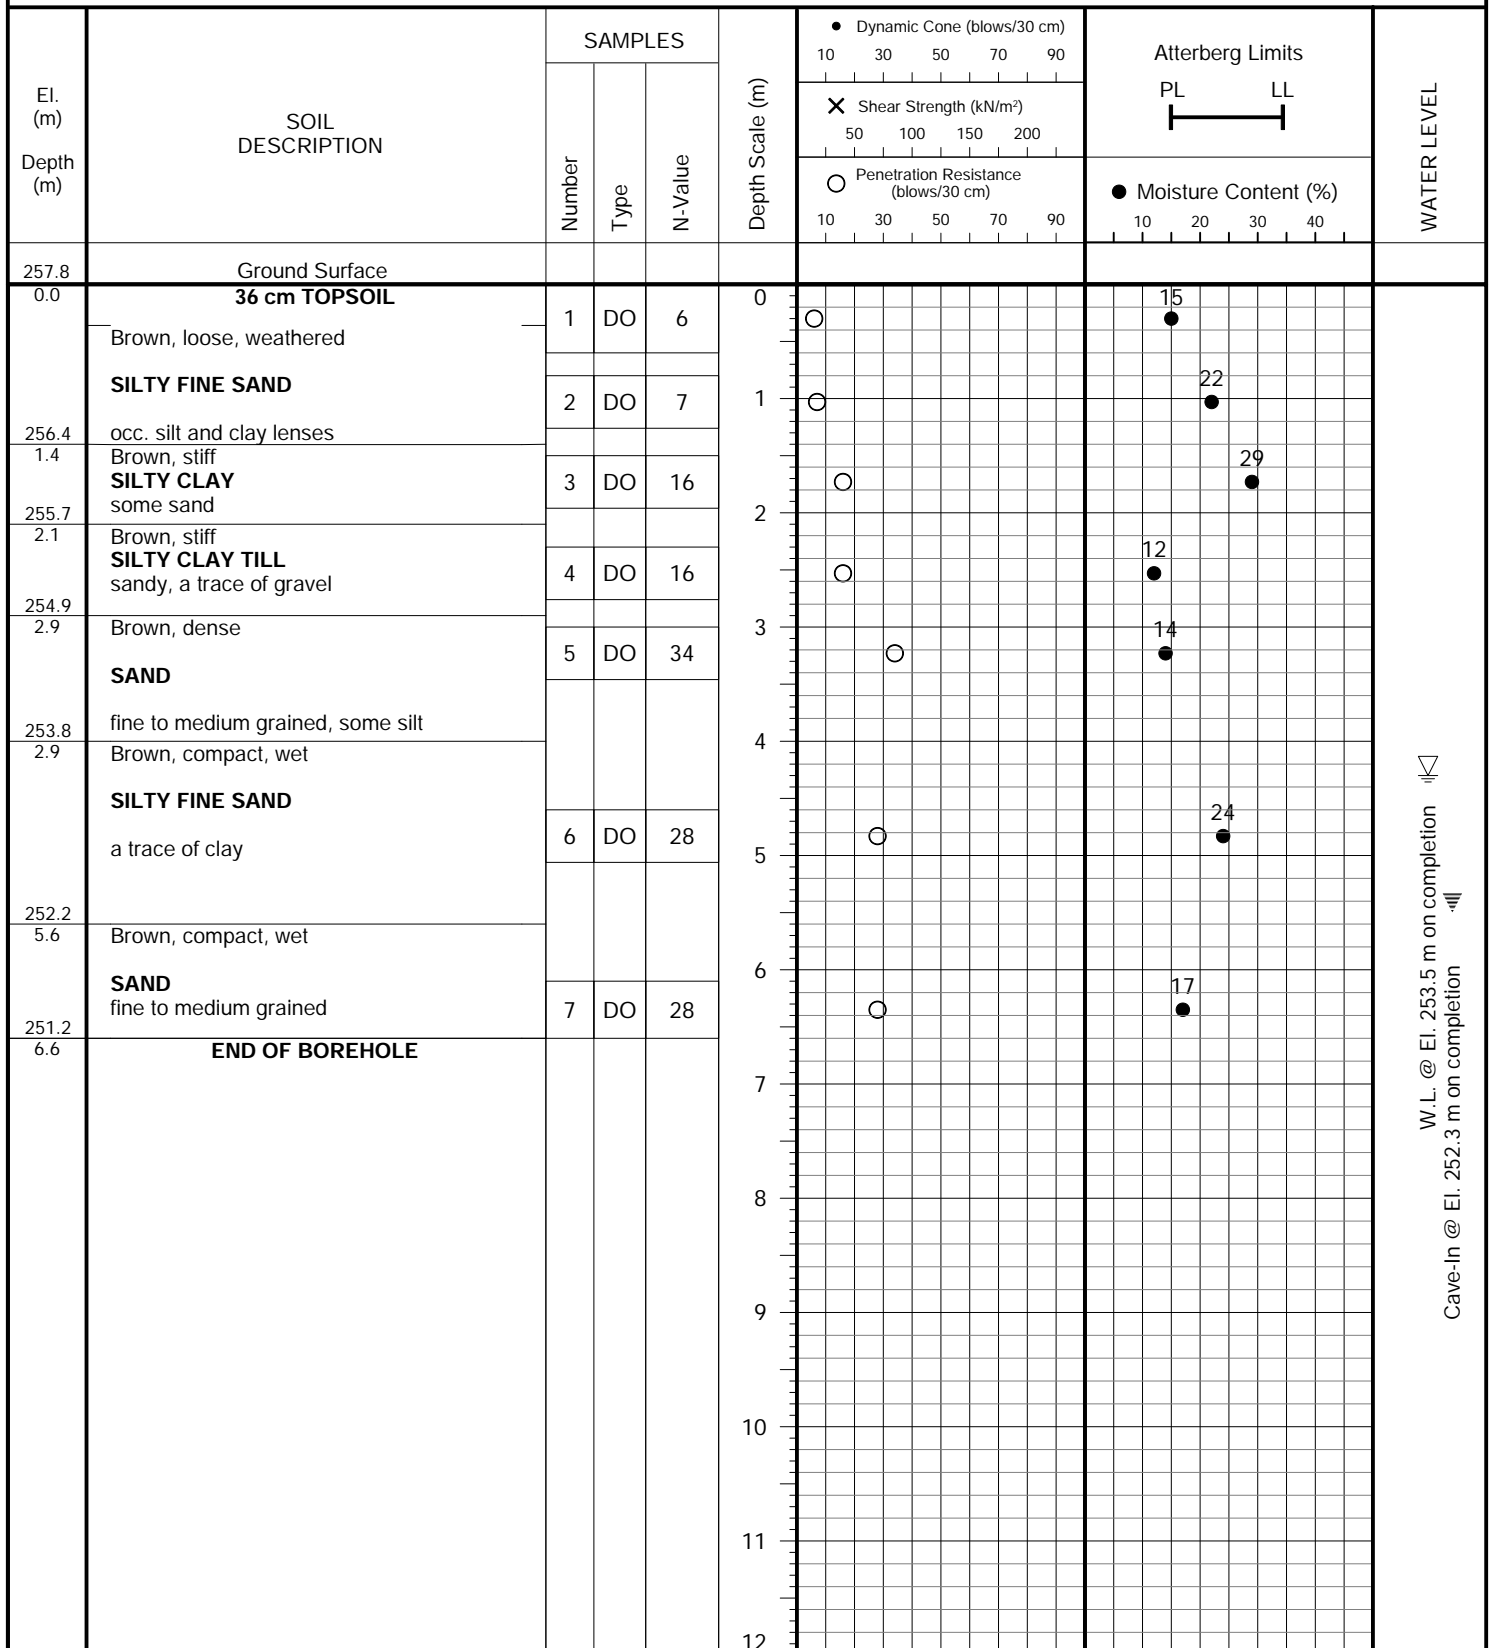 El.
(m)
Depth
(m)
SOIL
DESCRIPTION
SAMPLES
Number
Type
N-Value
Depth Scale (m)
● Dynamic Cone (blows/30 cm)
10 30 50 70 90
✕ Shear Strength (kN/m²)
50 100 150 200
○ Penetration Resistance
(blows/30 cm)
10 30 50 70 90
Atterberg Limits
PL LL
● Moisture Content (%)
10 20 30 40
WATER LEVEL
257.8 Ground Surface
0.0 36 cm TOPSOIL 0 15
1 DO 6
Brown, loose, weathered
SILTY FINE SAND 22
2 DO 7 1
256.4 occ. silt and clay lenses
1.4 Brown, stiff 29
SILTY CLAY 3 DO 16
255.7 some sand 2
2.1 Brown, stiff 12
SILTY CLAY TILL
sandy, a trace of gravel 4 DO 16
254.9
2.9 Brown, dense 3 14
5 DO 34
SAND
253.8 fine to medium grained, some silt
2.9 Brown, compact, wet 4
SILTY FINE SAND 24
6 DO 28
a trace of clay 5
252.2
5.6 Brown, compact, wet
SAND 6 17
fine to medium grained 7 DO 28
251.2
6.6 END OF BOREHOLE
7
8
9
10
11
12
W.L. @ El. 253.5 m on completion
Cave-In @ El. 252.3 m on completion